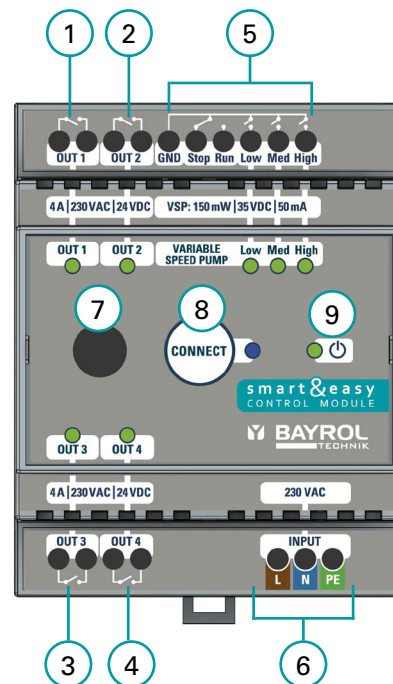 1 2 5
OUT 1 OUT 2 GND Stop Run Low Med High
4 A | 230 VAC | 24 VDC VSP: 150 mW | 35 VDC | 50 mA
OUT 1 OUT 2 VARIABLE SPEED PUMP Low Med High
7 8 9
CONNECT
smart&easy
CONTROL MODULE
BAYROL
TECHNIK
OUT 3 OUT 4
4 A | 230 VAC | 24 VDC 230 VAC
OUT 3 OUT 4 INPUT
L N PE
3 4 6